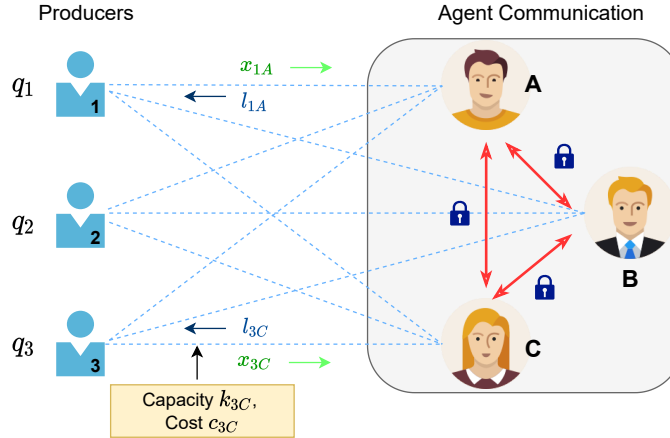 Producers
Agent Communication
q1
1
x1A
l1A
A
q2
2
B
q3
3
l3C
x3C
C
Capacity k3C,
Cost c3C